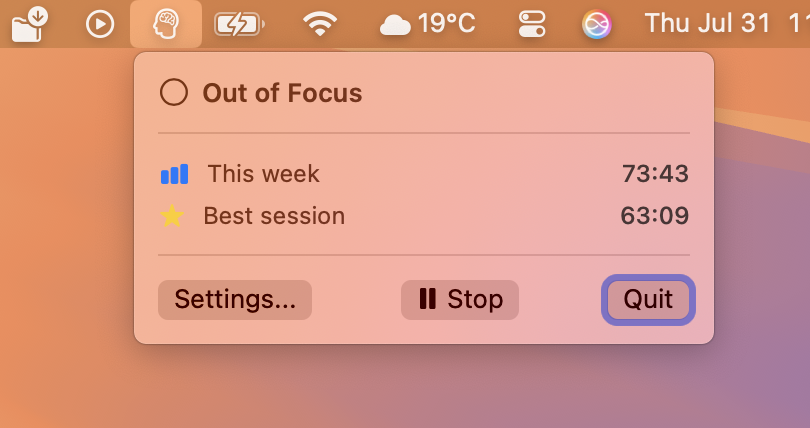 19°C Thu Jul 31
Out of Focus
This week 73:43
Best session 63:09
Settings... Stop Quit